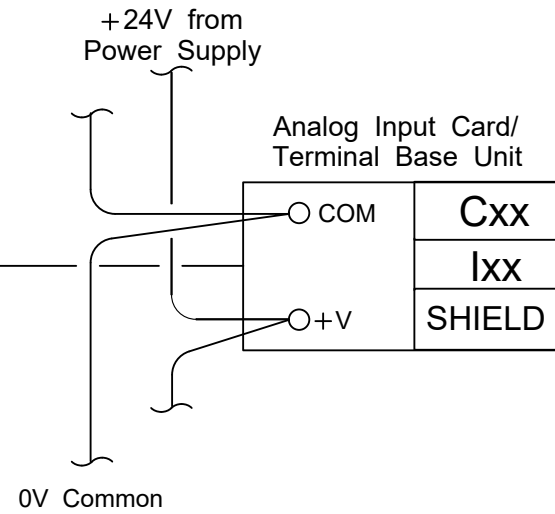 +24V from
Power Supply
Analog Input Card/
Terminal Base Unit
COM
Cxx
Ixx
+V
SHIELD
0V Common